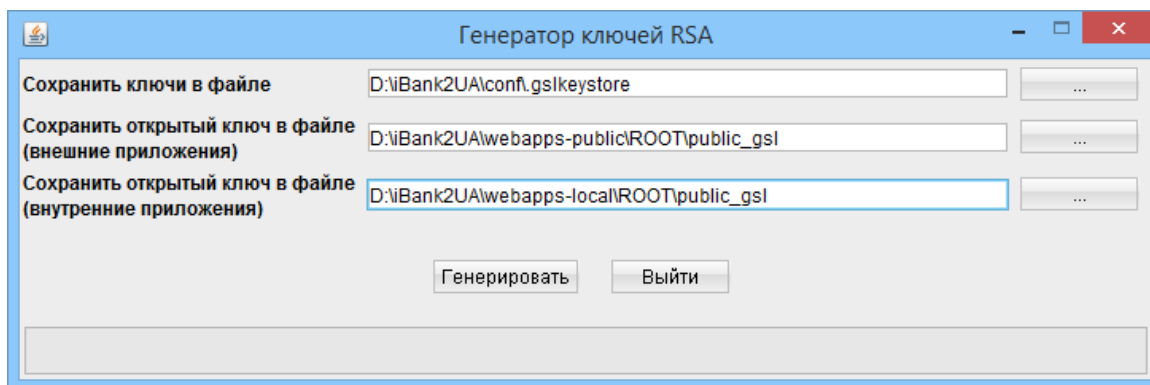 Генератор ключей RSA
Сохранить ключи в файле D:\iBank2UA\conf\.gslkeystore ...
Сохранить открытый ключ в файле
(внешние приложения) D:\iBank2UA\webapps-public\ROOT\public_gsl ...
Сохранить открытый ключ в файле
(внутренние приложения) D:\iBank2UA\webapps-local\ROOT\public_gsl ...
Генерировать Выйти